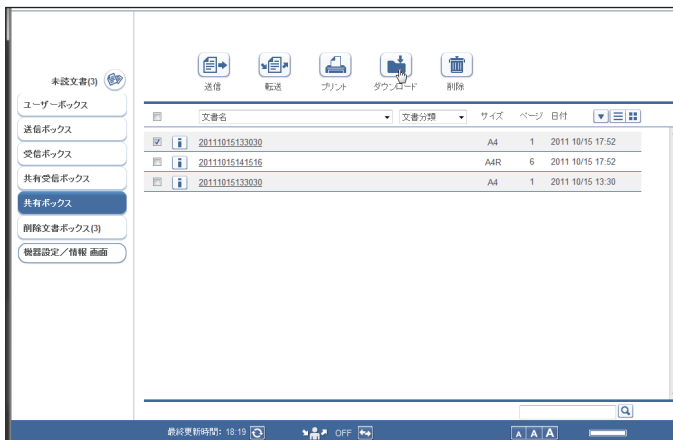 未読文書(3)
送信 転送 プリント ダウンロード 削除
ユーザーボックス
送信ボックス
受信ボックス
共有受信ボックス
共有ボックス
削除文書ボックス(3)
機器設定／情報 画面
文書名 文書分類 サイズ ページ 日付
20111015133030 A4 1 2011 10/15 17:52
20111015141516 A4R 6 2011 10/15 17:52
20111015133030 A4 1 2011 10/15 13:30
最終更新時間: 18:19 OFF A A A